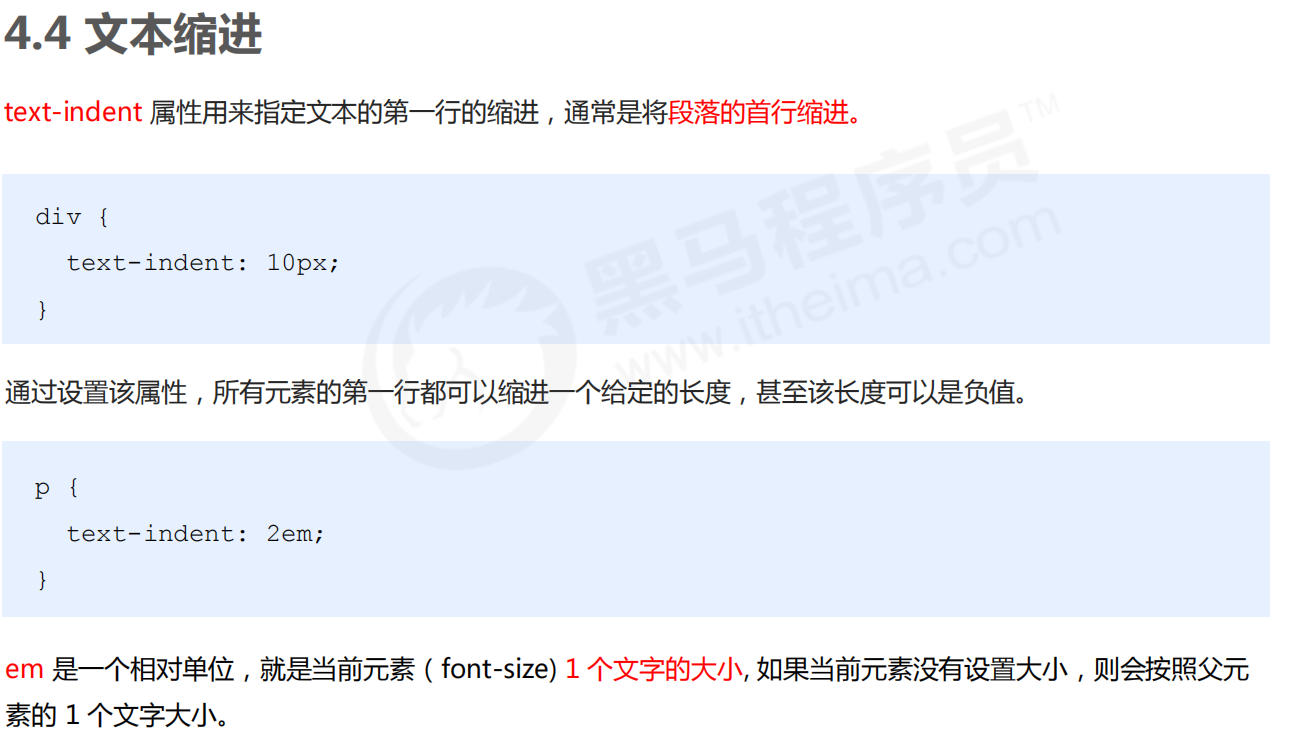 4.4 文本缩进
text-indent 属性用来指定文本的第一行的缩进，通常是将段落的首行缩进。
div {
  text-indent: 10px;
}
通过设置该属性，所有元素的第一行都可以缩进一个给定的长度，甚至该长度可以是负值。
p {
  text-indent: 2em;
}
em 是一个相对单位，就是当前元素（font-size) 1 个文字的大小, 如果当前元素没有设置大小，则会按照父元
素的 1 个文字大小。
黑马程序员™
www.itheima.com